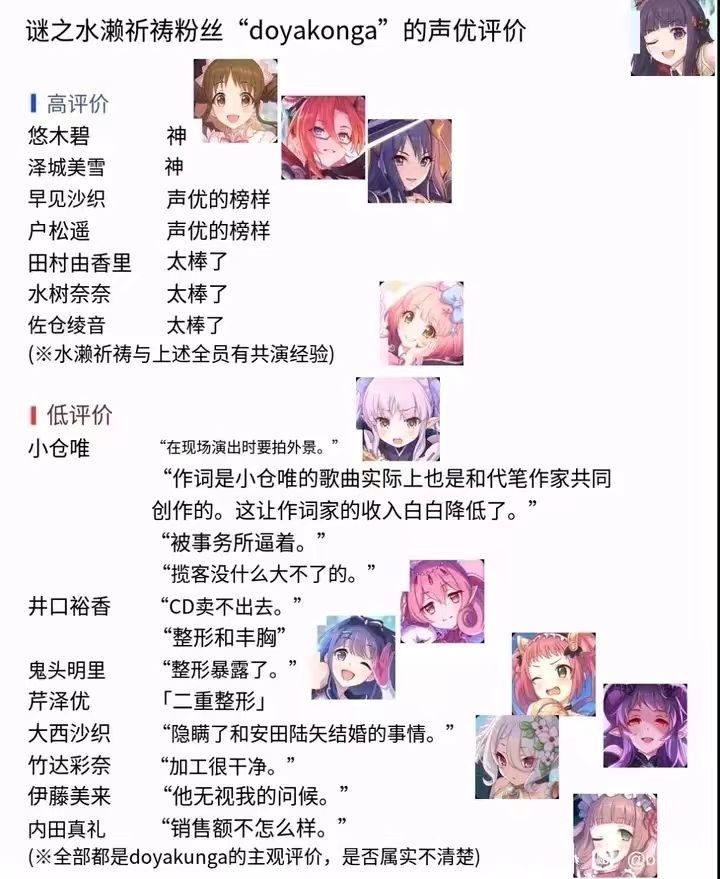 谜之水濑祈祷粉丝“doyakonga”的声优评价
高评价
悠木碧 神
泽城美雪 神
早见沙织 声优的榜样
户松遥 声优的榜样
田村由香里 太棒了
水树奈奈 太棒了
佐仓绫音 太棒了
(※水濑祈祷与上述全员有共演经验)
低评价
小仓唯 “在现场演出时要拍外景。”
“作词是小仓唯的歌曲实际上也是和代笔作家共同
创作的。这让作词家的收入白白降低了。”
“被事务所逼着。”
“揽客没什么大不了的。”
井口裕香 “CD卖不出去。”
“整形和丰胸”
鬼头明里 “整形暴露了。”
芹泽优 「二重整形」
大西沙织 “隐瞒了和安田陆矢结婚的事情。”
竹达彩奈 “加工很干净。”
伊藤美来 “他无视我的问候。”
内田真礼 “销售额不怎么样。”
(※全部都是doyakunga的主观评价，是否属实不清楚)